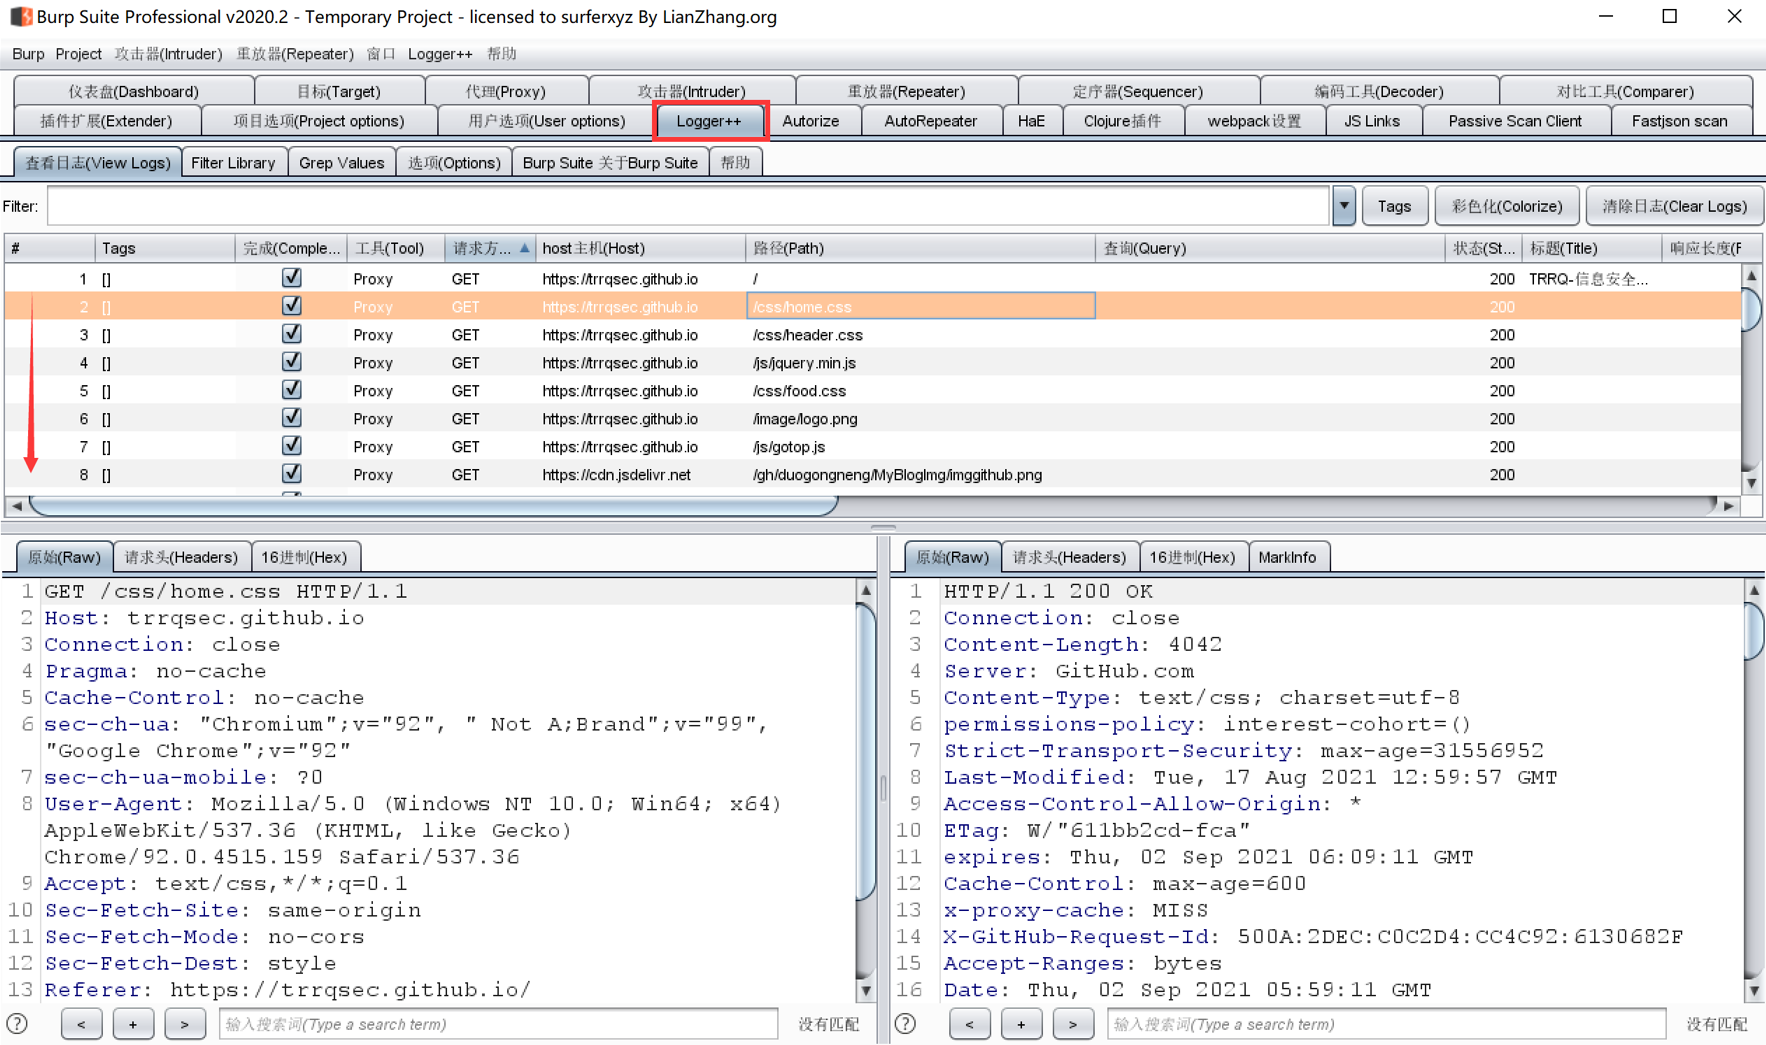 Burp Suite Professional v2020.2 - Temporary Project - licensed to surferxyz By LianZhang.org
Burp Project 攻击器(Intruder) 重放器(Repeater) 窗口 Logger++ 帮助
仪表盘(Dashboard) 目标(Target) 代理(Proxy) 攻击器(Intruder) 重放器(Repeater) 定序器(Sequencer) 编码工具(Decoder) 对比工具(Comparer)
插件扩展(Extender) 项目选项(Project options) 用户选项(User options) Logger++ Autorize AutoRepeater HaE Clojure插件 webpack设置 JS Links Passive Scan Client Fastjson scan
查看日志(View Logs) Filter Library Grep Values 选项(Options) Burp Suite 关于Burp Suite 帮助
Filter: Tags 彩色化(Colorize) 清除日志(Clear Logs)
# Tags 完成(Comple... 工具(Tool) 请求方... host主机(Host) 路径(Path) 查询(Query) 状态(St... 标题(Title) 响应长度(F
1 [] Proxy GET https://trrqsec.github.io / 200 TRRQ-信息安全...
2 [] Proxy GET https://trrqsec.github.io /css/home.css 200
3 [] Proxy GET https://trrqsec.github.io /css/header.css 200
4 [] Proxy GET https://trrqsec.github.io /js/jquery.min.js 200
5 [] Proxy GET https://trrqsec.github.io /css/food.css 200
6 [] Proxy GET https://trrqsec.github.io /image/logo.png 200
7 [] Proxy GET https://trrqsec.github.io /js/gotop.js 200
8 [] Proxy GET https://cdn.jsdelivr.net /gh/duogongneng/MyBlogImg/imggithub.png 200
原始(Raw) 请求头(Headers) 16进制(Hex)
1 GET /css/home.css HTTP/1.1
2 Host: trrqsec.github.io
3 Connection: close
4 Pragma: no-cache
5 Cache-Control: no-cache
6 sec-ch-ua: "Chromium";v="92", " Not A;Brand";v="99",
"Google Chrome";v="92"
7 sec-ch-ua-mobile: ?0
8 User-Agent: Mozilla/5.0 (Windows NT 10.0; Win64; x64)
AppleWebKit/537.36 (KHTML, like Gecko)
Chrome/92.0.4515.159 Safari/537.36
9 Accept: text/css,*/*;q=0.1
10 Sec-Fetch-Site: same-origin
11 Sec-Fetch-Mode: no-cors
12 Sec-Fetch-Dest: style
13 Referer: https://trrqsec.github.io/
? < + > 输入搜索词(Type a search term) 没有匹配
原始(Raw) 请求头(Headers) 16进制(Hex) MarkInfo
1 HTTP/1.1 200 OK
2 Connection: close
3 Content-Length: 4042
4 Server: GitHub.com
5 Content-Type: text/css; charset=utf-8
6 permissions-policy: interest-cohort=()
7 Strict-Transport-Security: max-age=31556952
8 Last-Modified: Tue, 17 Aug 2021 12:59:57 GMT
9 Access-Control-Allow-Origin: *
10 ETag: W/"611bb2cd-fca"
11 expires: Thu, 02 Sep 2021 06:09:11 GMT
12 Cache-Control: max-age=600
13 x-proxy-cache: MISS
14 X-GitHub-Request-Id: 500A:2DEC:C0C2D4:CC4C92:6130682F
15 Accept-Ranges: bytes
16 Date: Thu, 02 Sep 2021 05:59:11 GMT
? < + > 输入搜索词(Type a search term) 没有匹配